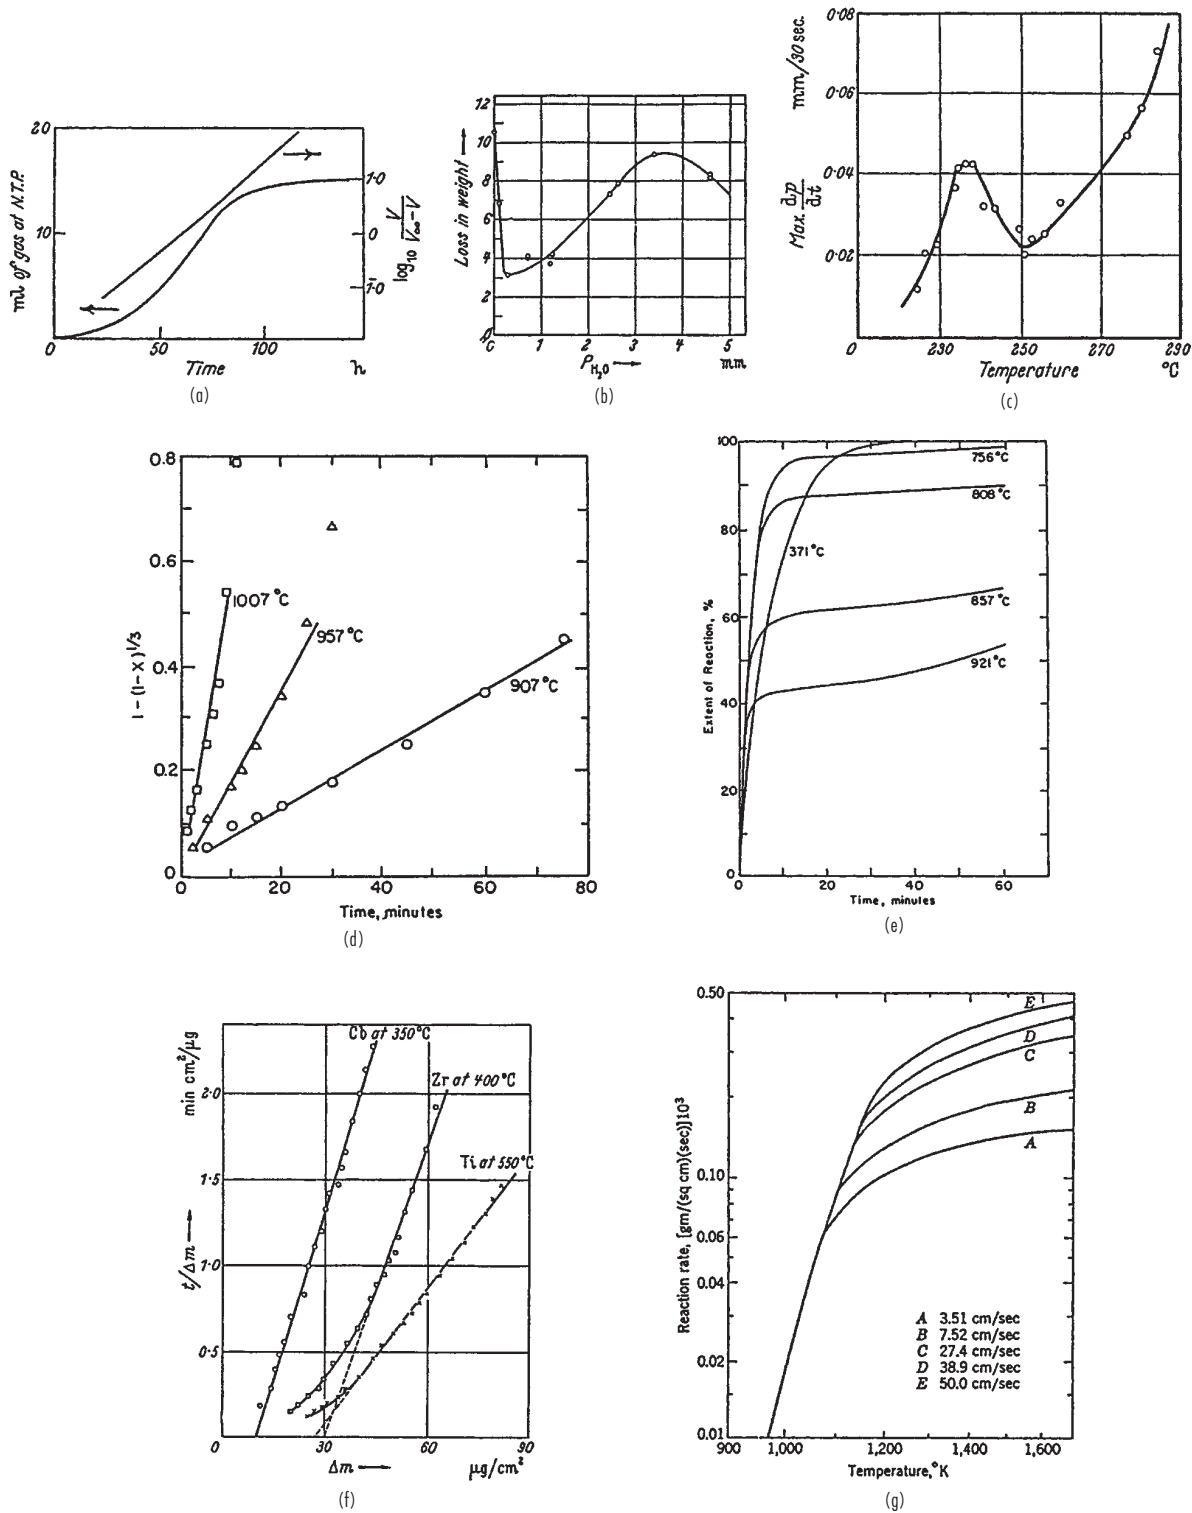 20
10
0
50
100
ml of gas at N.T.P.
Time
h
1·0
0
1̄·0
log10 V / V∞-V
(a)
12
10
8
6
4
2
0
0
1
2
3
4
5
Loss in weight
PH2O
mm
(b)
0·08
0·06
0·04
0·02
0
230
250
270
290
Max. dp/dt mm/30 sec.
Temperature
°C
(c)
0.8
0.6
0.4
0.2
0
0
20
40
60
80
1-(1-X)1/3
1007 °C
957 °C
907 °C
Time, minutes
(d)
100
80
60
40
20
0
0
20
40
60
Extent of Reaction, %
756°C
808°C
371°C
857°C
921°C
Time, minutes
(e)
min cm2/μg
2·0
1·5
1·0
0·5
t/Δm
Cb at 350°C
Zr at 400°C
Ti at 550°C
0
30
60
90
Δm
μg/cm2
(f)
0.50
0.10
0.06
0.04
0.02
0.01
900
1,000
1,200
1,400
1,600
Reaction rate, [gm/(sq cm)(sec)]103
E
D
C
B
A
A 3.51 cm/sec
B 7.52 cm/sec
C 27.4 cm/sec
D 38.9 cm/sec
E 50.0 cm/sec
Temperature,°K
(g)